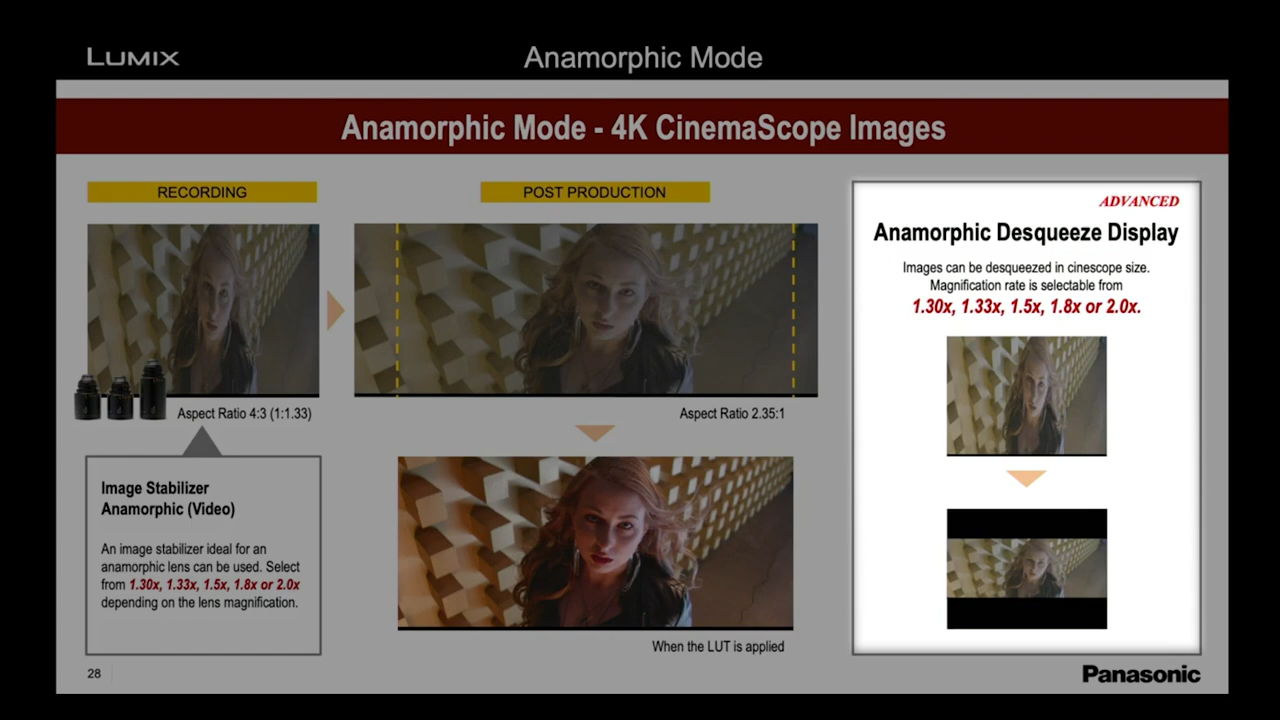 LUMIX
Anamorphic Mode
Anamorphic Mode - 4K CinemaScope Images
RECORDING
Aspect Ratio 4:3 (1:1.33)
Image Stabilizer
Anamorphic (Video)
An image stabilizer ideal for an
anamorphic lens can be used. Select
from 1.30x, 1.33x, 1.5x, 1.8x or 2.0x
depending on the lens magnification.
POST PRODUCTION
Aspect Ratio 2.35:1
When the LUT is applied
ADVANCED
Anamorphic Desqueeze Display
Images can be desqueezed in cinescope size.
Magnification rate is selectable from
1.30x, 1.33x, 1.5x, 1.8x or 2.0x.
28
Panasonic